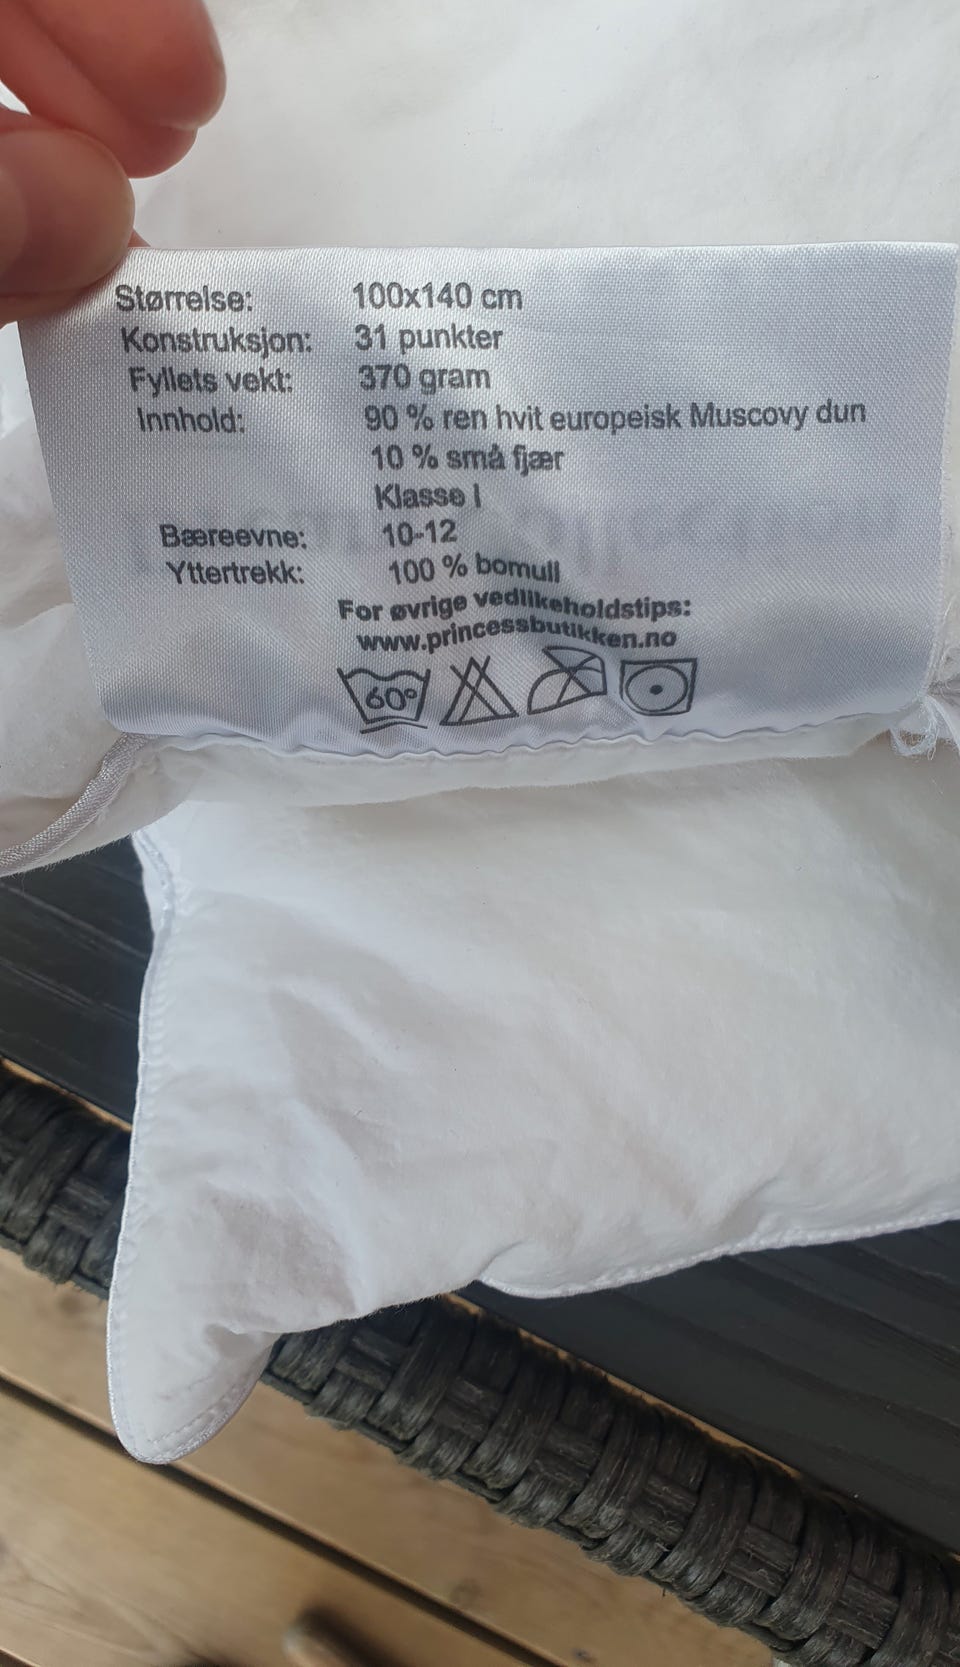 Størrelse: 100x140 cm
Konstruksjon: 31 punkter
Fyllets vekt: 370 gram
Innhold: 90 % ren hvit europeisk Muscovy dun
10 % små fjær
Klasse I
Bæreevne: 10-12
Yttertrekk: 100 % bomull
For øvrige vedlikeholdstips:
www.princessbutikken.no
60°